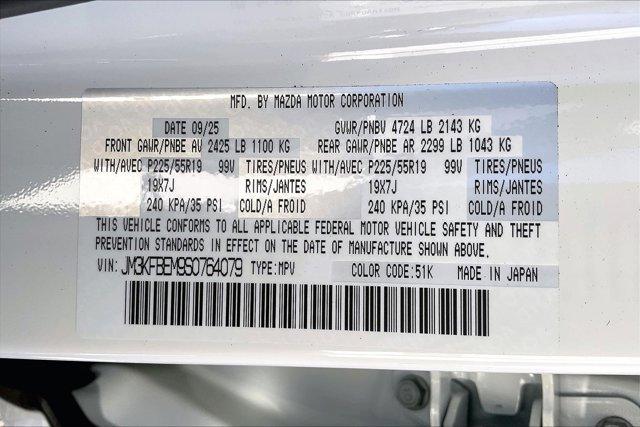 MFD. BY MAZDA MOTOR CORPORATION
DATE 09/25 GVWR/PNBV 4724 LB 2143 KG
FRONT GAWR/PNBE AV 2425 LB 1100 KG REAR GAWR/PNBE AR 2299 LB 1043 KG
WITH/AVEC P225/55R19 99V TIRES/PNEUS WITH/AVEC P225/55R19 99V TIRES/PNEUS
19X7J RIMS/JANTES 19X7J RIMS/JANTES
240 KPA/35 PSI COLD/A FROID 240 KPA/35 PSI COLD/A FROID
THIS VEHICLE CONFORMS TO ALL APPLICABLE FEDERAL MOTOR VEHICLE SAFETY AND THEFT
PREVENTION STANDARDS IN EFFECT ON THE DATE OF MANUFACTURE SHOWN ABOVE.
VIN: JM3KFBEM9S0764079 TYPE:MPV COLOR CODE:51K MADE IN JAPAN